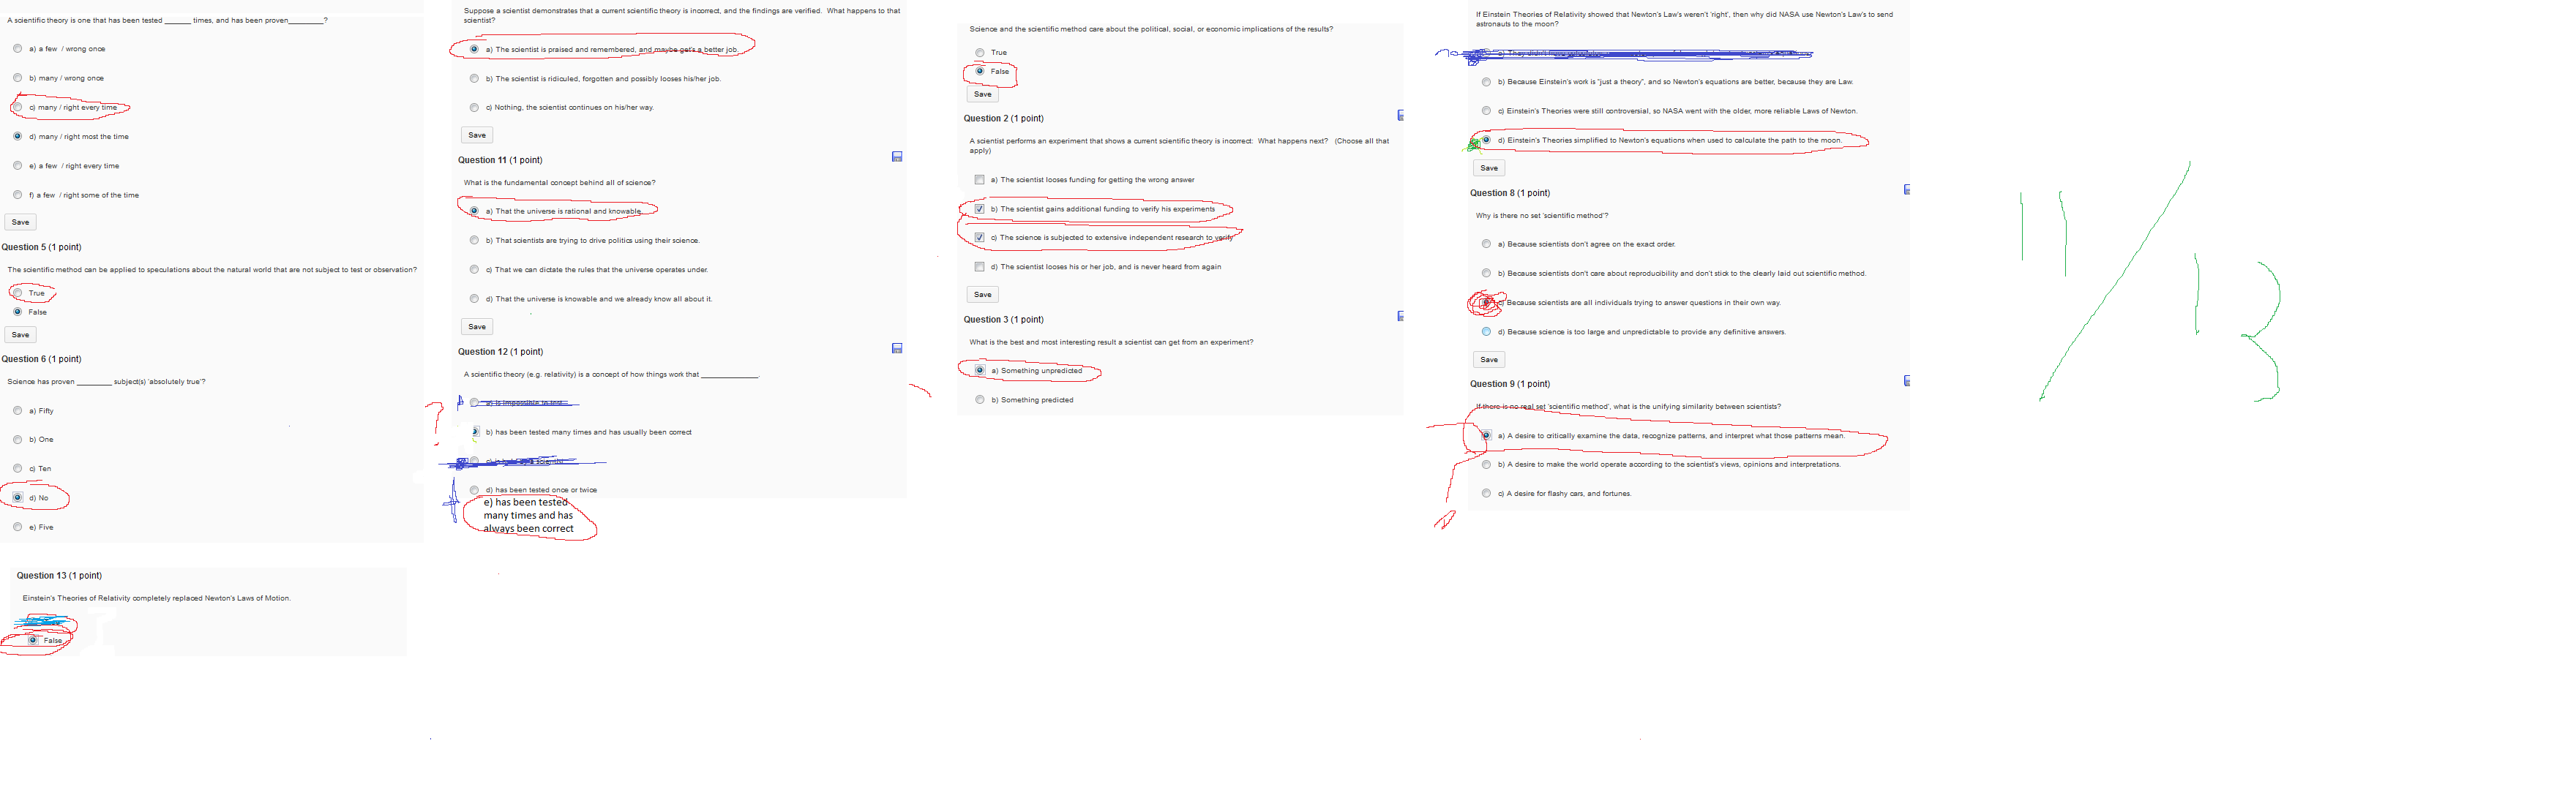 A scientific theory is one that has been tested ______ times, and has been proven________?
a) a few / wrong once
b) many / wrong once
c) many / right every time
d) many / right most the time
e) a few / right every time
f) a few / right some of the time
Save
Question 5 (1 point)
The scientific method can be applied to speculations about the natural world that are not subject to test or observation?
True
False
Save
Question 6 (1 point)
Science has proven ________ subject(s) 'absolutely true'?
a) Fifty
b) One
c) Ten
d) No
e) Five
Question 13 (1 point)
Einstein's Theories of Relativity completely replaced Newton's Laws of Motion.
False
Suppose a scientist demonstrates that a current scientific theory is incorrect, and the findings are verified. What happens to that
scientist?
a) The scientist is praised and remembered, and maybe get's a better job.
b) The scientist is ridiculed, forgotten and possibly looses his/her job.
c) Nothing, the scientist continues on his/her way.
Save
Question 11 (1 point)
What is the fundamental concept behind all of science?
a) That the universe is rational and knowable.
b) That scientists are trying to drive politics using their science.
c) That we can dictate the rules that the universe operates under.
d) That the universe is knowable and we already know all about it.
Save
Question 12 (1 point)
A scientific theory (e.g. relativity) is a concept of how things work that ______________.
a) is impossible to test
b) has been tested many times and has usually been correct
d) has been tested once or twice
e) has been tested
many times and has
always been correct
Science and the scientific method care about the political, social, or economic implications of the results?
True
False
Save
Question 2 (1 point)
A scientist performs an experiment that shows a current scientific theory is incorrect: What happens next? (Choose all that
apply)
a) The scientist looses funding for getting the wrong answer
b) The scientist gains additional funding to verify his experiments
c) The science is subjected to extensive independent research to verify
d) The scientist looses his or her job, and is never heard from again
Save
Question 3 (1 point)
What is the best and most interesting result a scientist can get from an experiment?
a) Something unpredicted
b) Something predicted
If Einstein Theories of Relativity showed that Newton's Law's weren't 'right', then why did NASA use Newton's Law's to send
astronauts to the moon?
b) Because Einstein's work is "just a theory", and so Newton's equations are better, because they are Law.
c) Einstein's Theories were still controversial, so NASA went with the older, more reliable Laws of Newton.
d) Einstein's Theories simplified to Newton's equations when used to calculate the path to the moon.
Save
Question 8 (1 point)
Why is there no set 'scientific method'?
a) Because scientists don't agree on the exact order.
b) Because scientists don't care about reproducibility and don't stick to the clearly laid out scientific method.
c) Because scientists are all individuals trying to answer questions in their own way.
d) Because science is too large and unpredictable to provide any definitive answers.
Save
Question 9 (1 point)
If there is no real set 'scientific method', what is the unifying similarity between scientists?
a) A desire to critically examine the data, recognize patterns, and interpret what those patterns mean.
b) A desire to make the world operate according to the scientist's views, opinions and interpretations.
c) A desire for flashy cars, and fortunes.
11/13